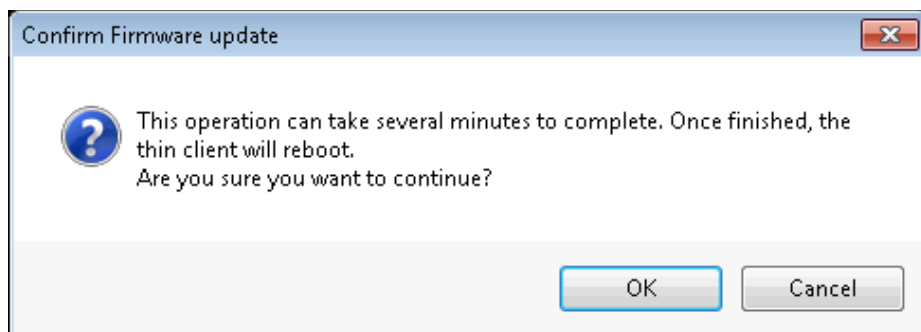 Confirm Firmware update
This operation can take several minutes to complete. Once finished, the
thin client will reboot.
Are you sure you want to continue?
OK
Cancel